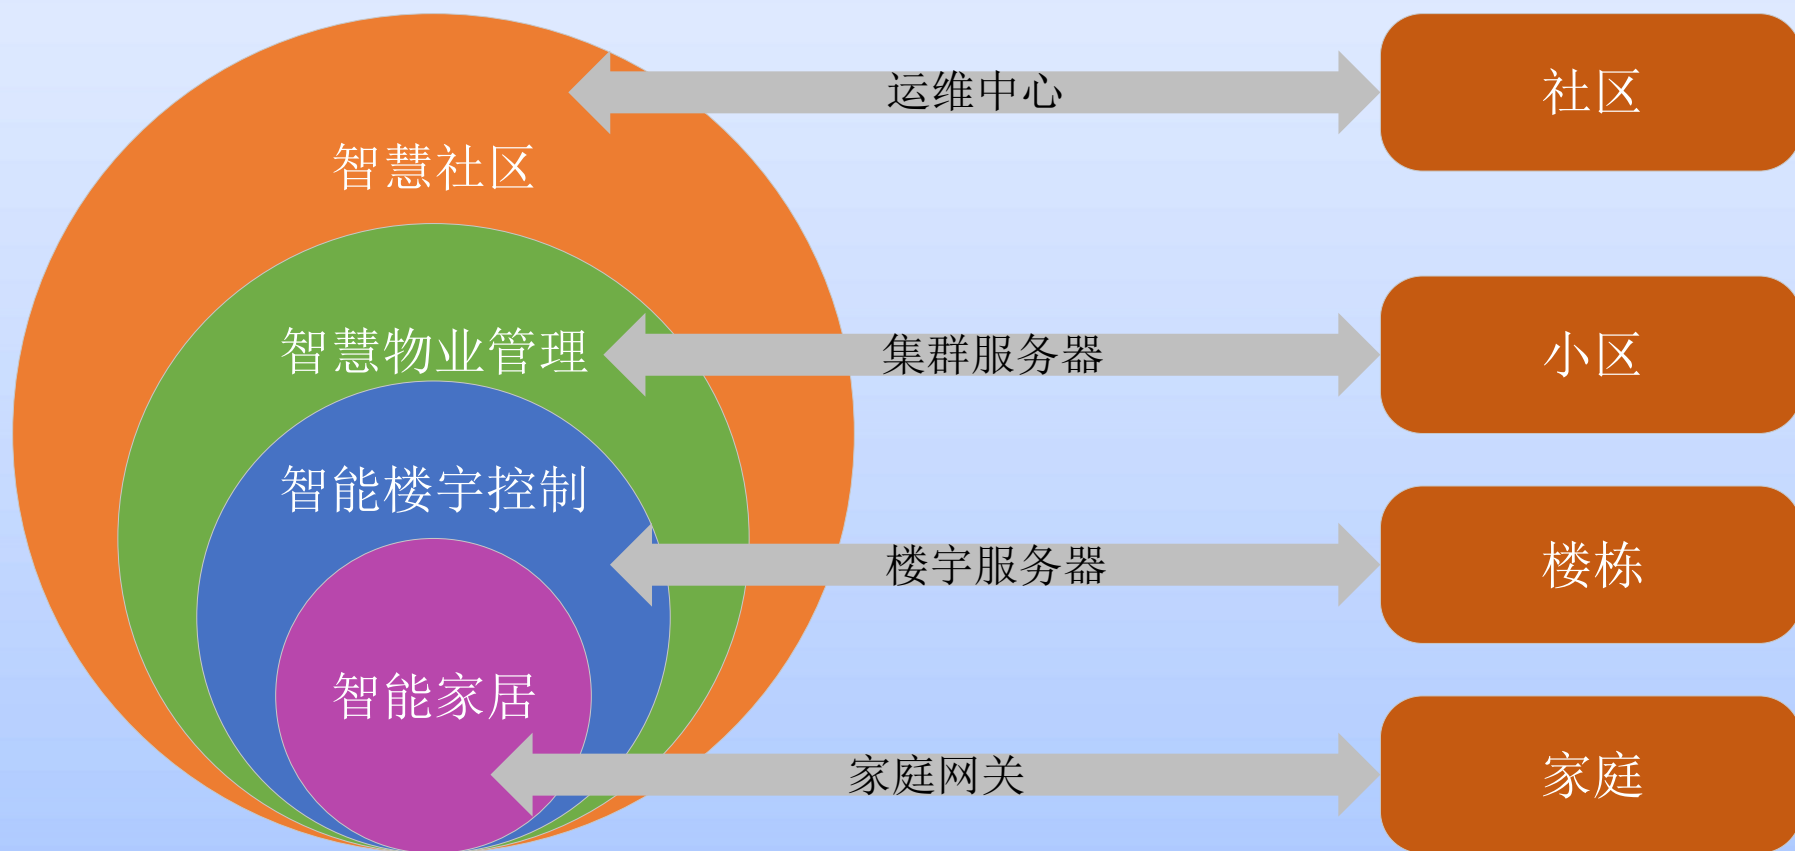 运维中心
社区
智慧社区
智慧物业管理
集群服务器
小区
智能楼宇控制
楼宇服务器
楼栋
智能家居
家庭网关
家庭